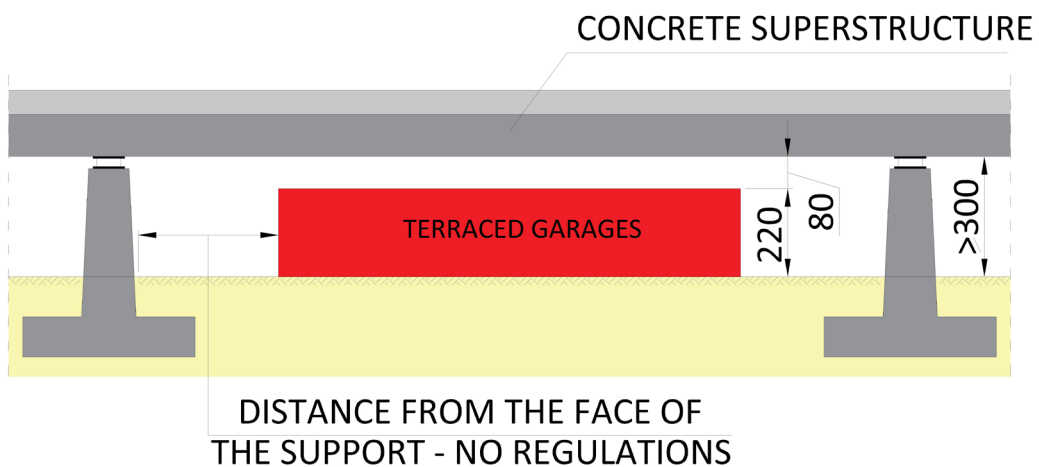 CONCRETE SUPERSTRUCTURE
TERRACED GARAGES
220
80
>300
DISTANCE FROM THE FACE OF
THE SUPPORT - NO REGULATIONS